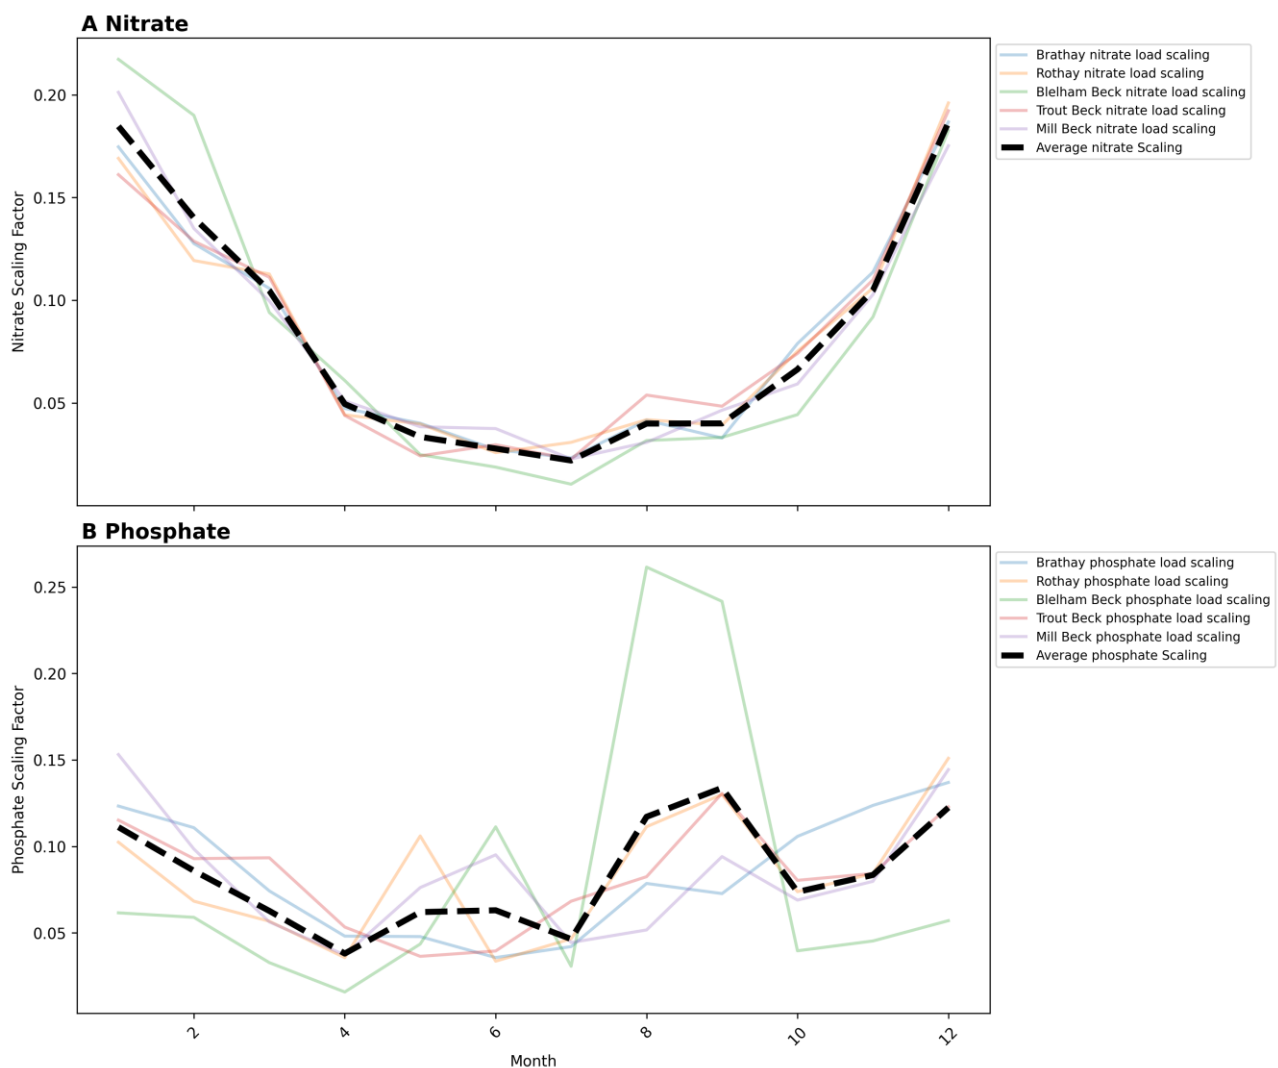 A Nitrate
0.20
0.15
0.10
0.05
Nitrate Scaling Factor
Brathay nitrate load scaling
Rothay nitrate load scaling
Blelham Beck nitrate load scaling
Trout Beck nitrate load scaling
Mill Beck nitrate load scaling
Average nitrate Scaling
B Phosphate
0.25
0.20
0.15
0.10
0.05
Phosphate Scaling Factor
Brathay phosphate load scaling
Rothay phosphate load scaling
Blelham Beck phosphate load scaling
Trout Beck phosphate load scaling
Mill Beck phosphate load scaling
Average phosphate Scaling
2
4
6
8
10
12
Month